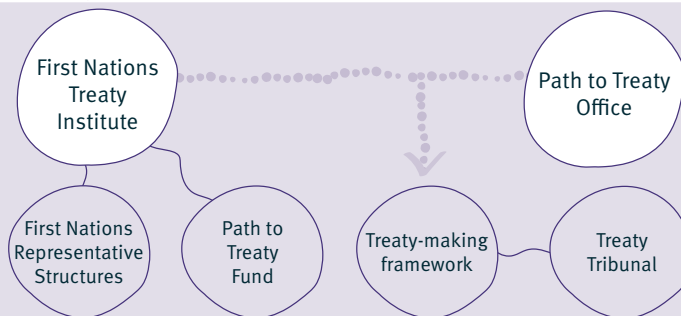 First Nations
Treaty
Institute
Path to Treaty
Office
First Nations
Representative
Structures
Path to
Treaty
Fund
Treaty-making
framework
Treaty
Tribunal